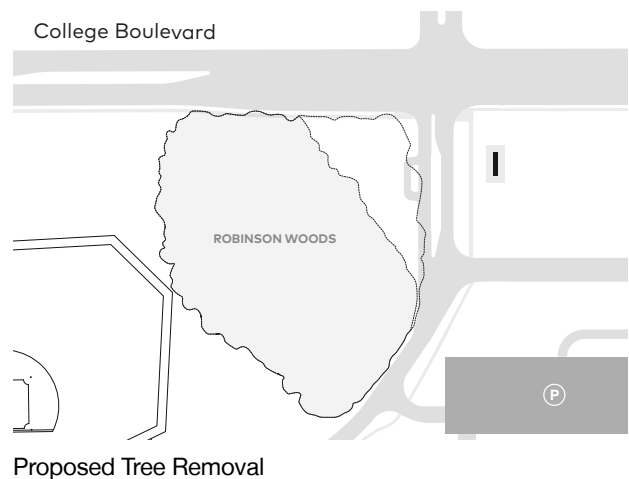 College Boulevard
ROBINSON WOODS
P
Proposed Tree Removal